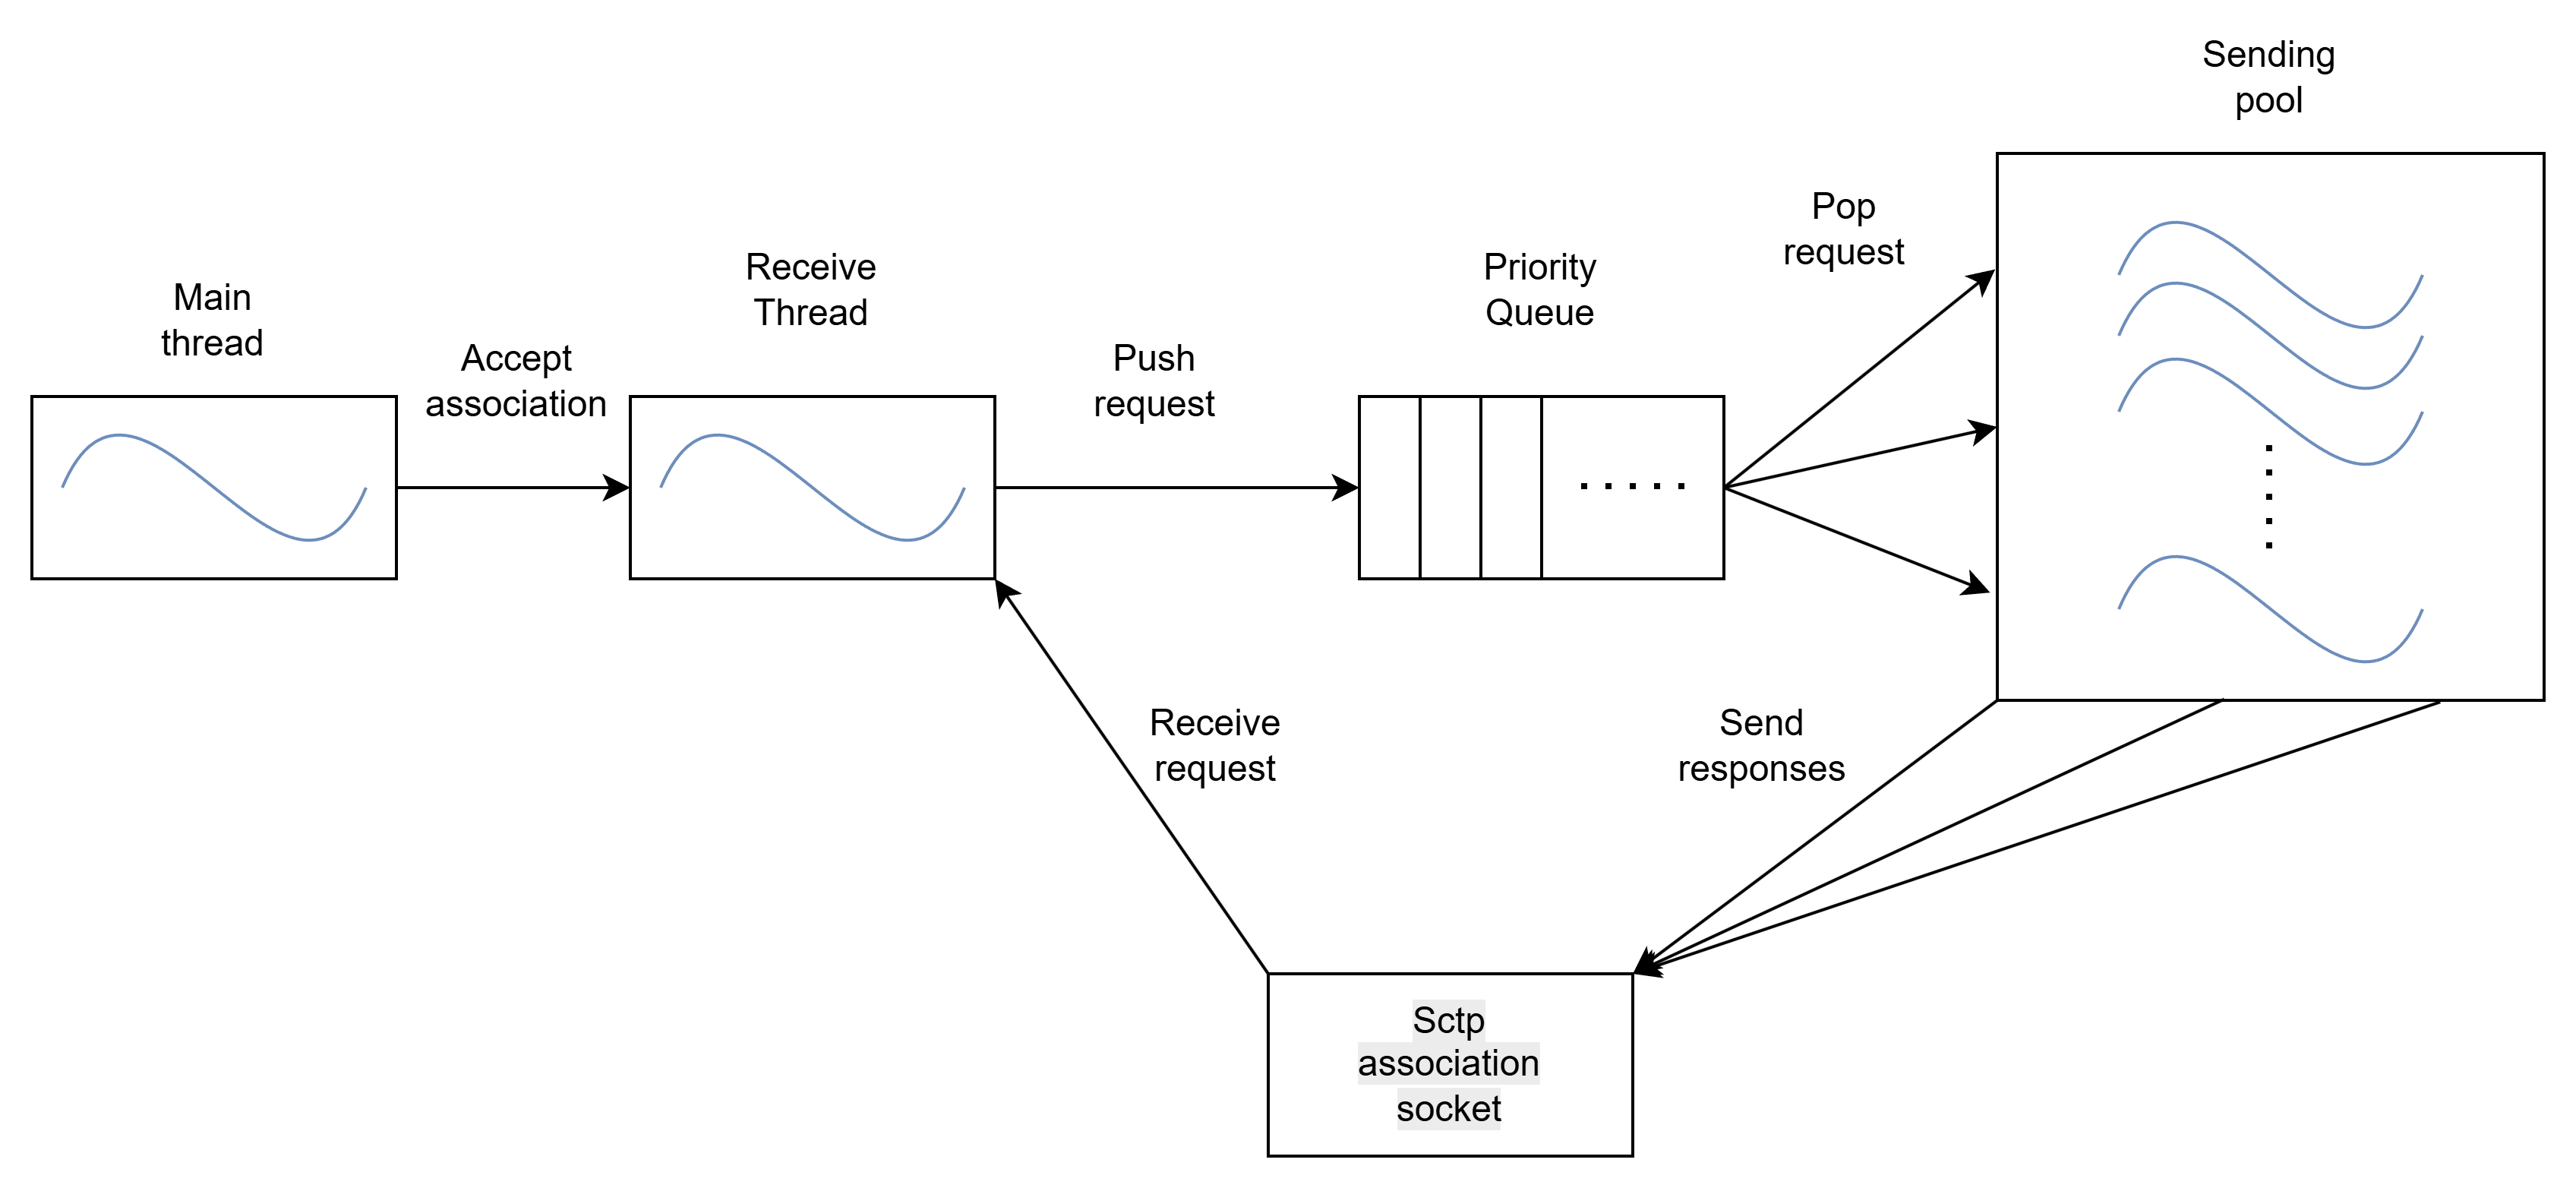 Sending
pool
Pop
request
Receive
Thread
Priority
Queue
Main
thread
Accept
association
Push
request
Receive
request
Send
responses
Sctp
association
socket